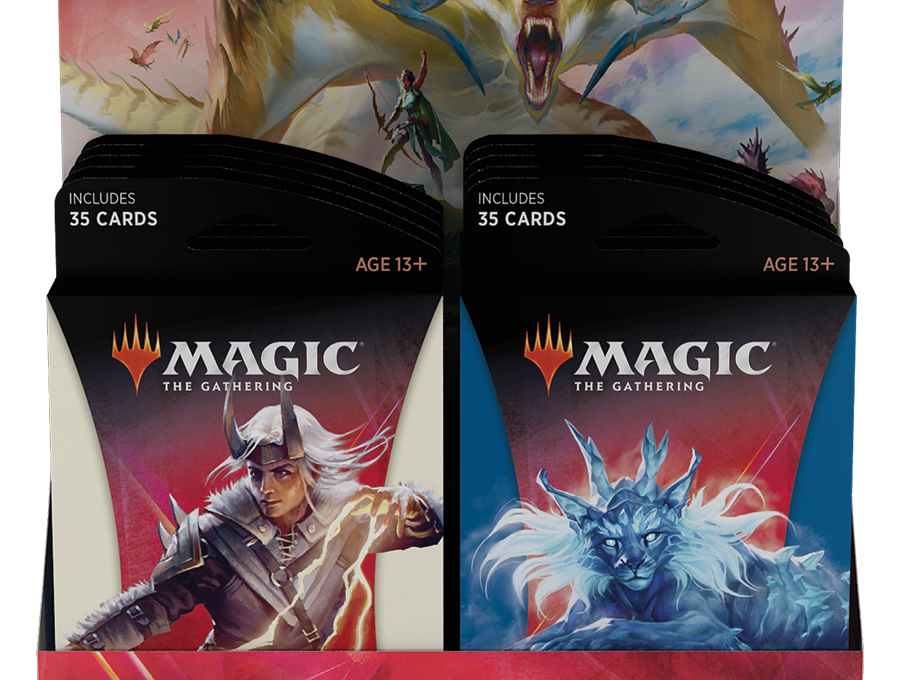 INCLUDES
35 CARDS
AGE 13+
INCLUDES
35 CARDS
AGE 13+
MAGIC
THE GATHERING
MAGIC
THE GATHERING